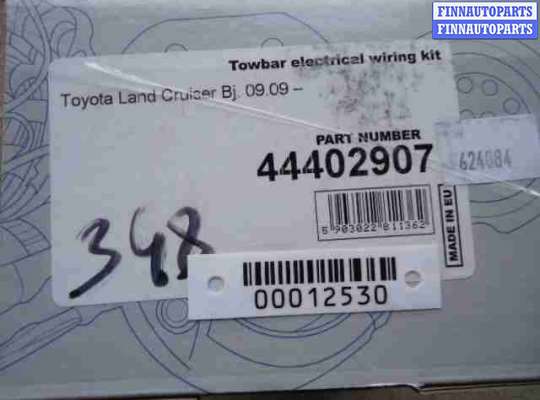 FINNAUTOPARTS
FINNAUTOPARTS
Towbar electrical wiring kit
Toyota Land Cruiser Bj. 09.09 –
PART NUMBER
44402907
624084
5 903022 811362
MADE IN EU
348
00012530